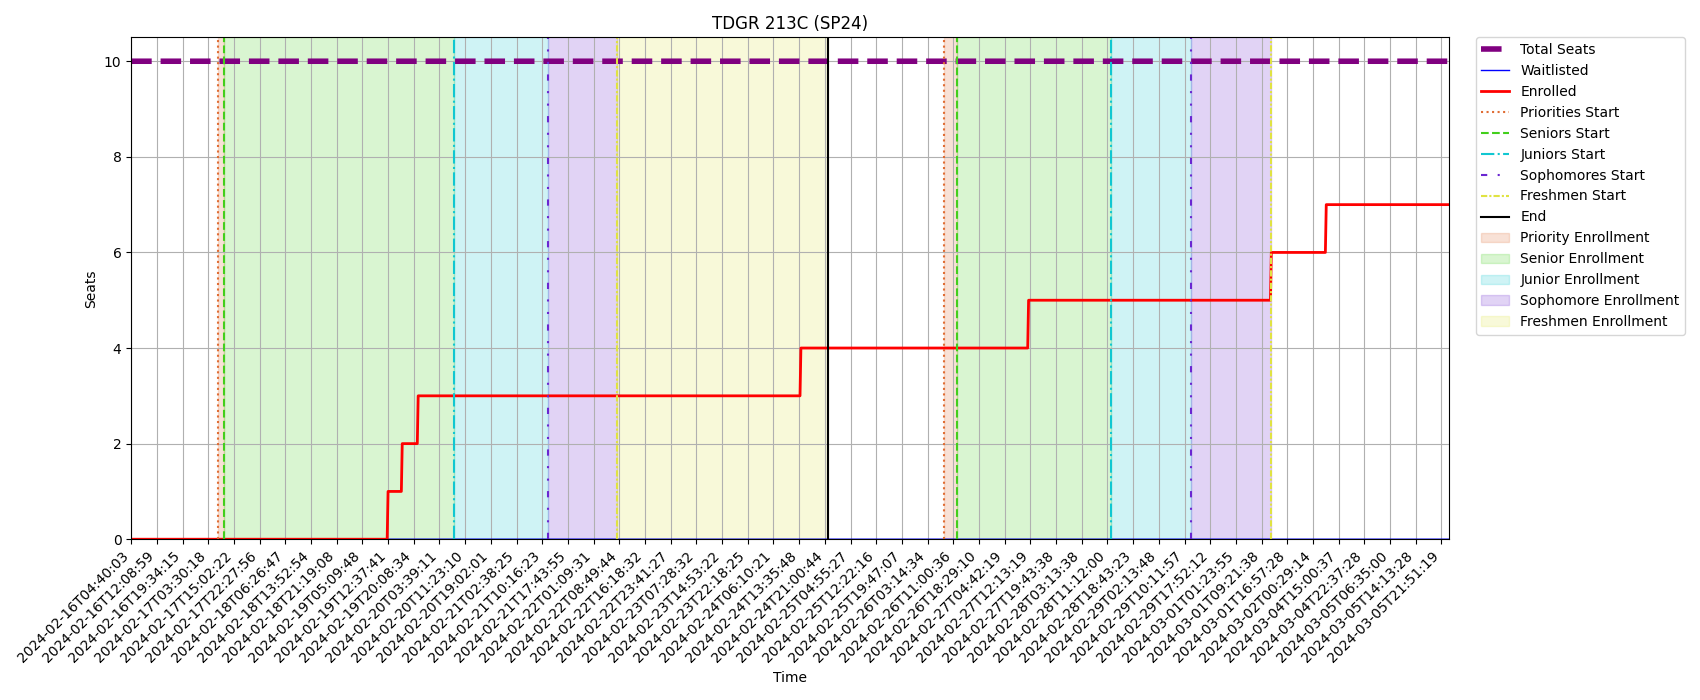 TDGR 213C (SP24)
10
8
6
4
2
0
Seats
2024-02-16T04:40:03
2024-02-16T12:08:59
2024-02-16T19:34:15
2024-02-17T03:30:18
2024-02-17T15:02:22
2024-02-17T22:27:56
2024-02-18T06:26:47
2024-02-18T13:52:54
2024-02-18T21:19:08
2024-02-19T05:09:48
2024-02-19T12:37:41
2024-02-19T20:08:34
2024-02-20T03:39:11
2024-02-20T11:23:10
2024-02-20T19:02:01
2024-02-21T02:38:25
2024-02-21T10:16:23
2024-02-21T17:43:55
2024-02-22T01:09:31
2024-02-22T08:49:44
2024-02-22T16:18:32
2024-02-22T23:41:27
2024-02-23T07:28:32
2024-02-23T14:53:22
2024-02-23T22:18:25
2024-02-24T06:10:21
2024-02-24T13:35:48
2024-02-24T21:00:44
2024-02-25T04:55:27
2024-02-25T12:22:16
2024-02-25T19:47:07
2024-02-26T03:14:34
2024-02-26T11:00:36
2024-02-26T18:29:10
2024-02-27T04:42:19
2024-02-27T12:13:19
2024-02-27T19:43:38
2024-02-28T03:13:38
2024-02-28T11:12:00
2024-02-28T18:43:23
2024-02-29T02:13:48
2024-02-29T10:11:57
2024-02-29T17:52:12
2024-03-01T01:23:55
2024-03-01T09:21:38
2024-03-01T16:57:28
2024-03-02T00:29:14
2024-03-04T15:00:37
2024-03-04T22:37:28
2024-03-05T06:35:00
2024-03-05T14:13:28
2024-03-05T21:51:19
Time
Total Seats
Waitlisted
Enrolled
Priorities Start
Seniors Start
Juniors Start
Sophomores Start
Freshmen Start
End
Priority Enrollment
Senior Enrollment
Junior Enrollment
Sophomore Enrollment
Freshmen Enrollment